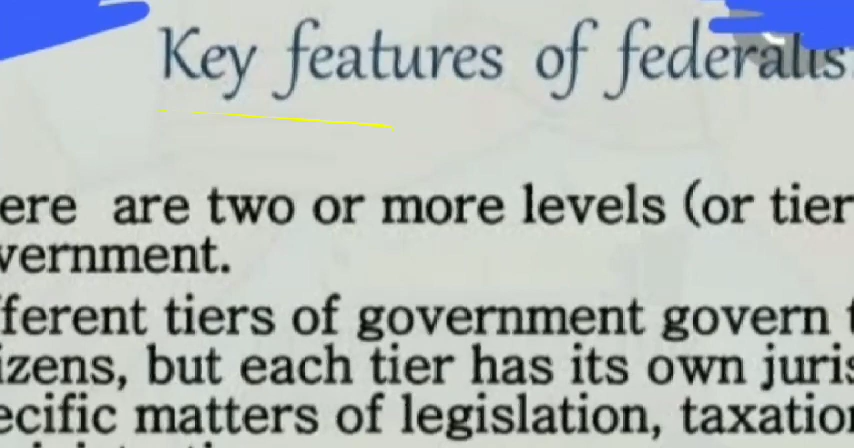 Key features of federalis
ere are two or more levels (or tier
vernment.
fferent tiers of government govern t
izens, but each tier has its own juris
ecific matters of legislation, taxation